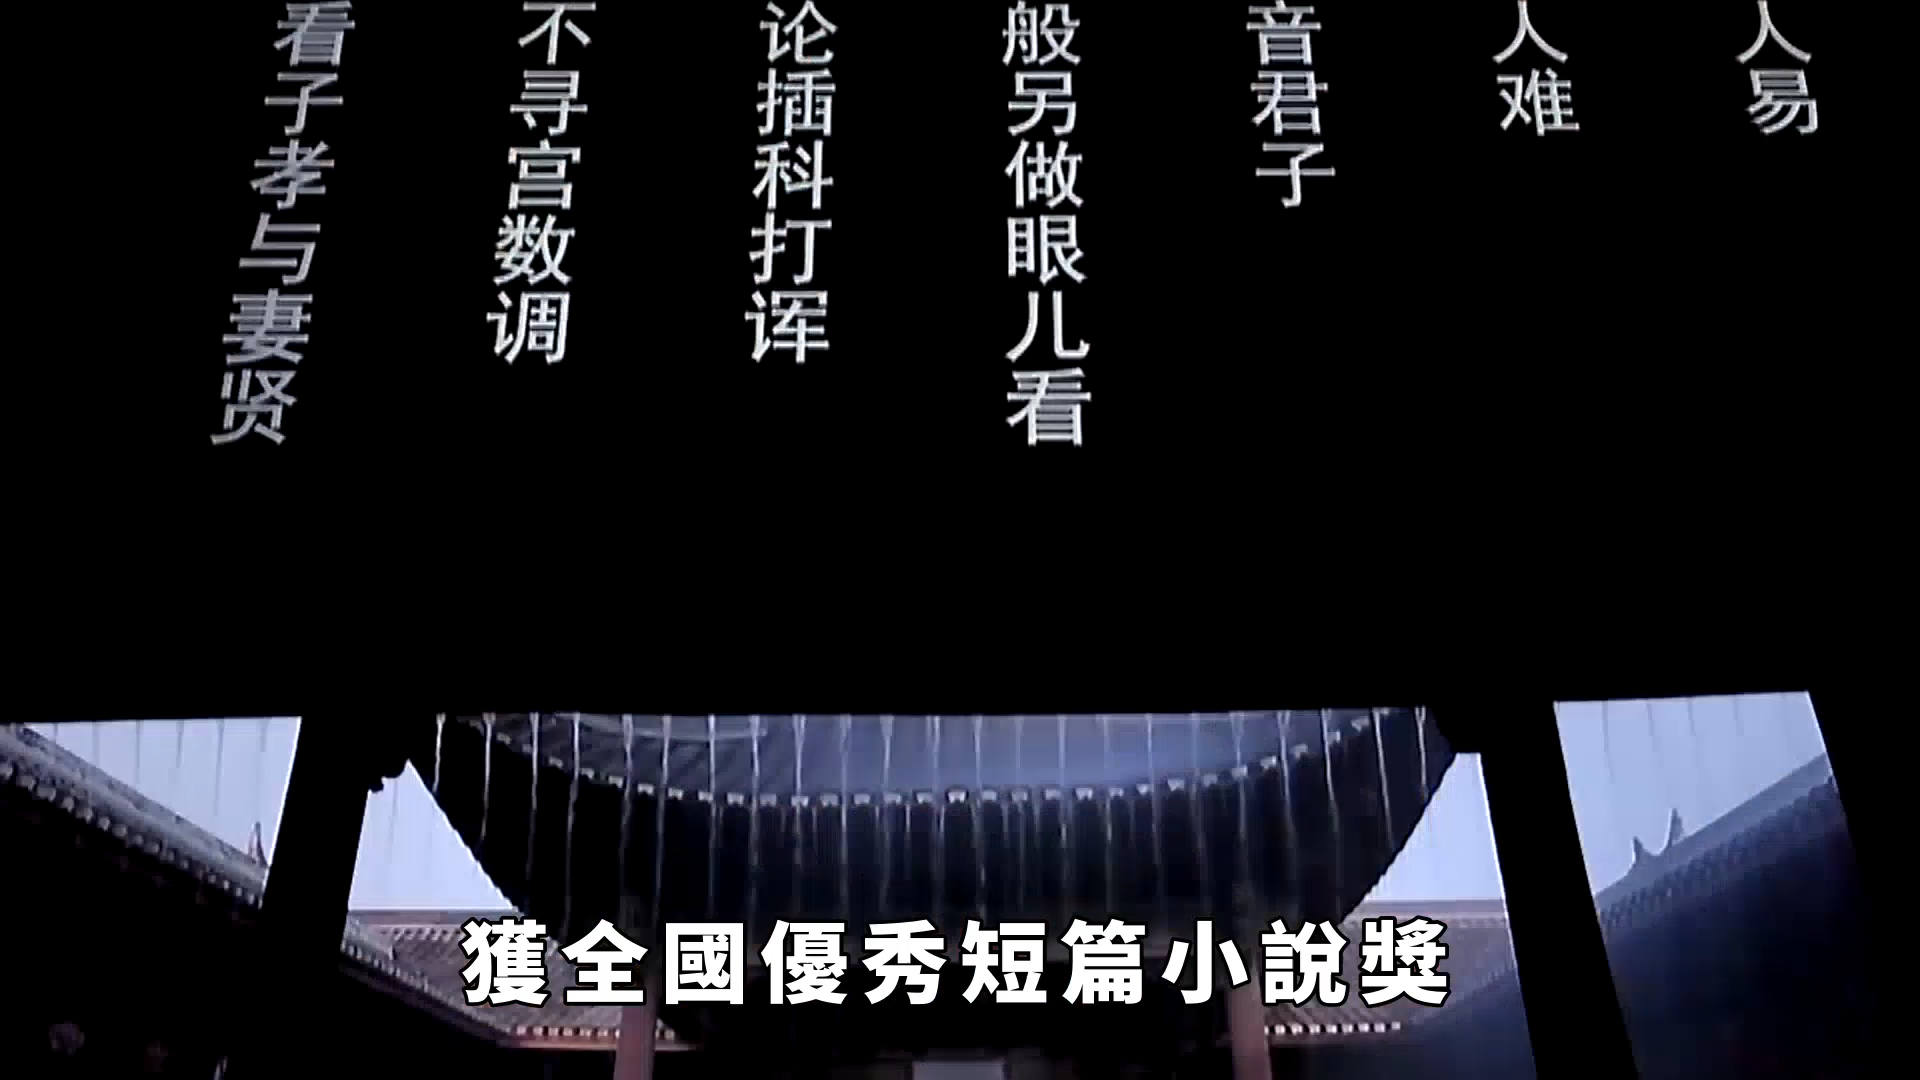 人易
人难
音君子
般另做眼儿看
论插科打诨
不寻宫数调
看子孝与妻贤
獲全國優秀短篇小說獎